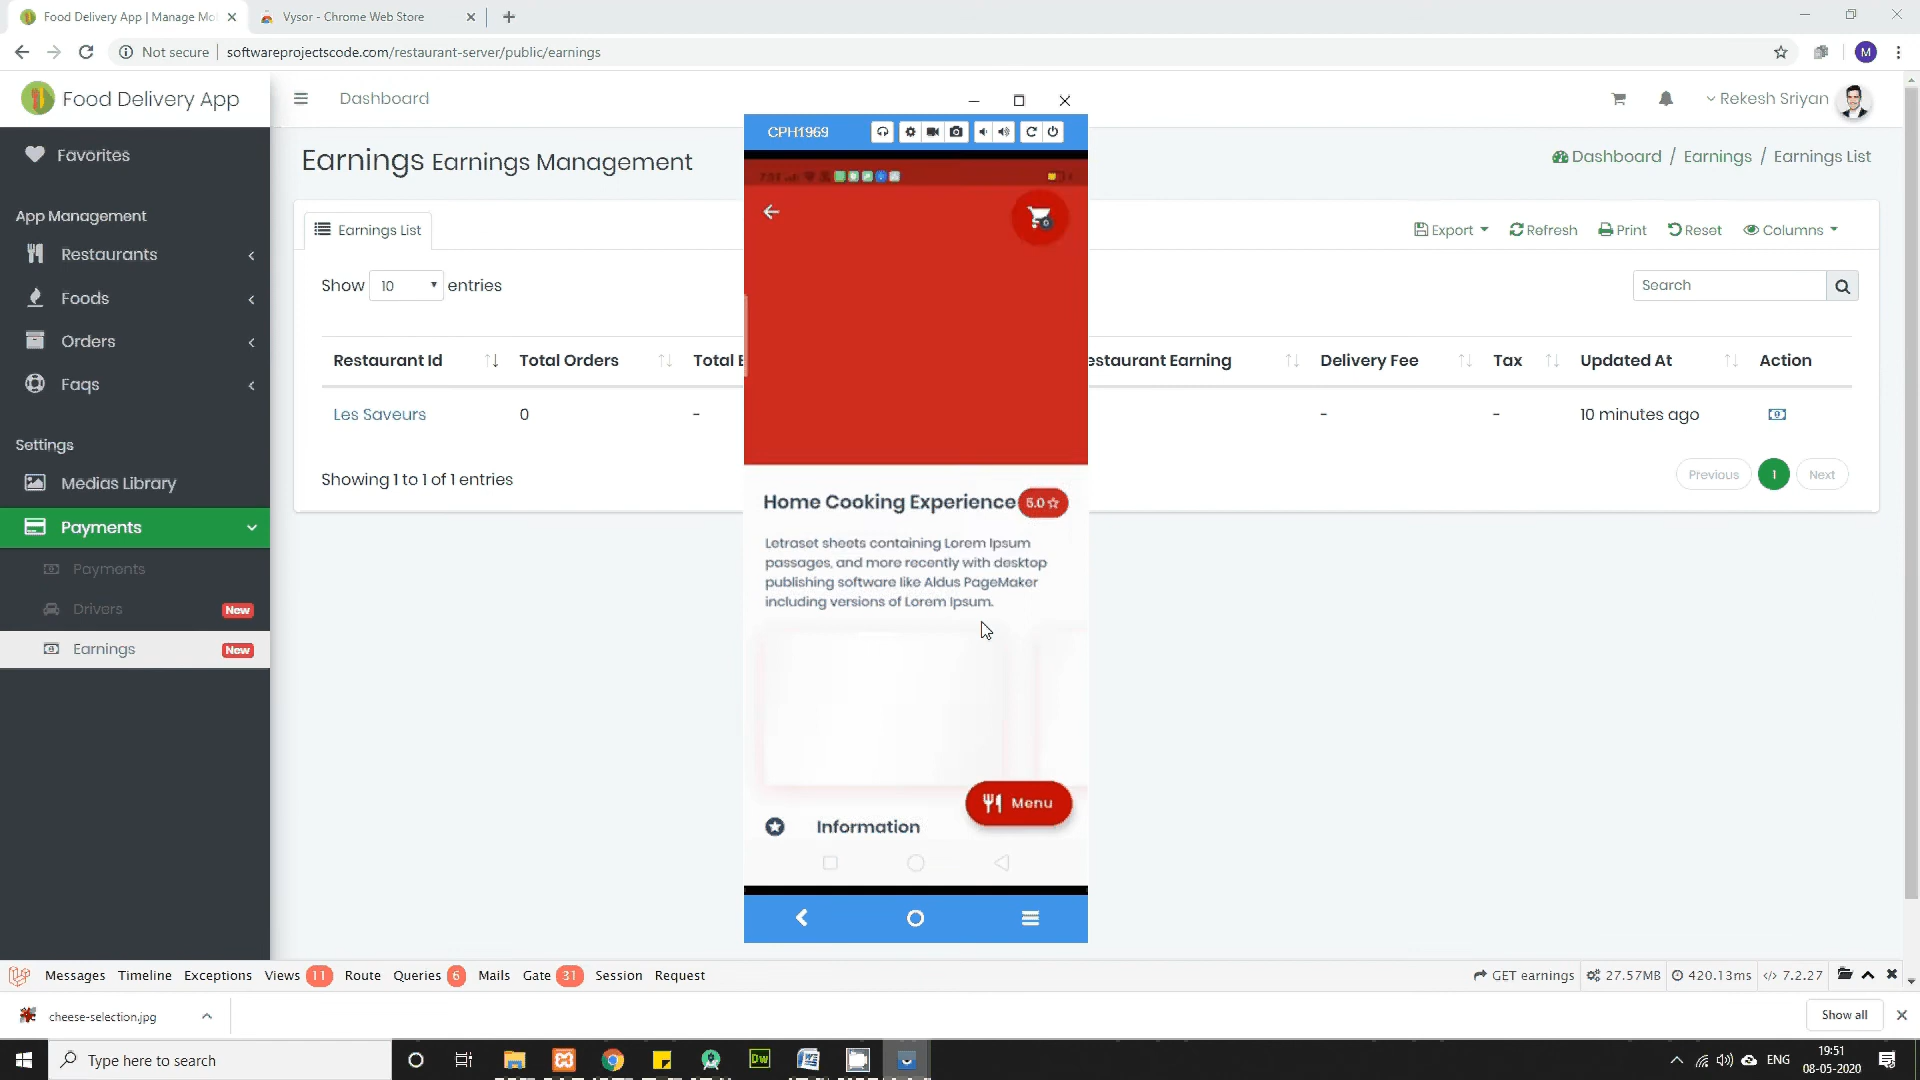 Food Delivery App | Manage Mo
Vysor - Chrome Web Store
Not secure
softwareprojectscode.com/restaurant-server/public/earnings
M
Food Delivery App
Dashboard
Rekesh Sriyan
Favorites
App Management
Restaurants
Foods
Orders
Faqs
Settings
Medias Library
Payments
Payments
Drivers New
Earnings New
Earnings Earnings Management
Dashboard / Earnings / Earnings List
Earnings List
Export Refresh Print Reset Columns
Show 10 entries
Search
Restaurant Id Total Orders Total E
estaurant Earning Delivery Fee Tax Updated At Action
Les Saveurs 0 -
- - 10 minutes ago
Showing 1 to 1 of 1 entries
Previous 1 Next
CPH1969
0
Home Cooking Experience 5.0
Letraset sheets containing Lorem Ipsum
passages, and more recently with desktop
publishing software like Aldus PageMaker
including versions of Lorem Ipsum.
Menu
Information
Messages Timeline Exceptions Views 11 Route Queries 6 Mails Gate 31 Session Request
GET earnings 27.57MB 420.13ms 7.2.27
cheese-selection.jpg
Show all
Type here to search
Dw
ENG
19:51
08-05-2020